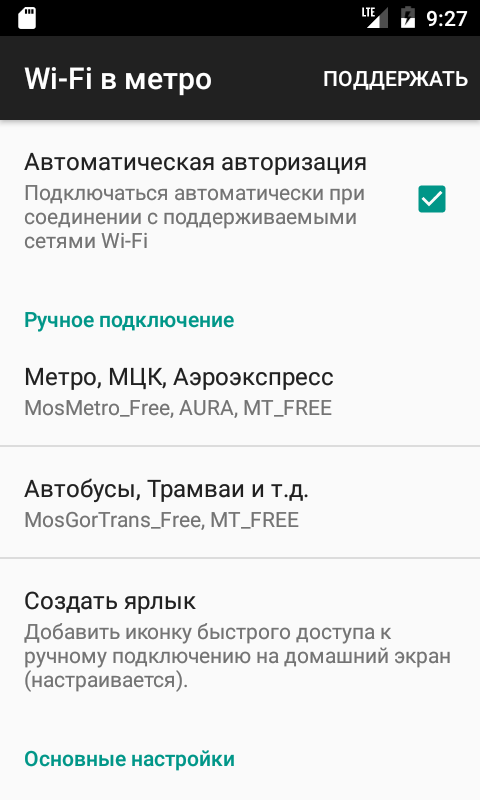 LTE 9:27
Wi-Fi в метро ПОДДЕРЖАТЬ
Автоматическая авторизация
Подключаться автоматически при
соединении с поддерживаемыми
сетями Wi-Fi
Ручное подключение
Метро, МЦК, Аэроэкспресс
MosMetro_Free, AURA, MT_FREE
Автобусы, Трамваи и т.д.
MosGorTrans_Free, MT_FREE
Создать ярлык
Добавить иконку быстрого доступа к
ручному подключению на домашний экран
(настраивается).
Основные настройки